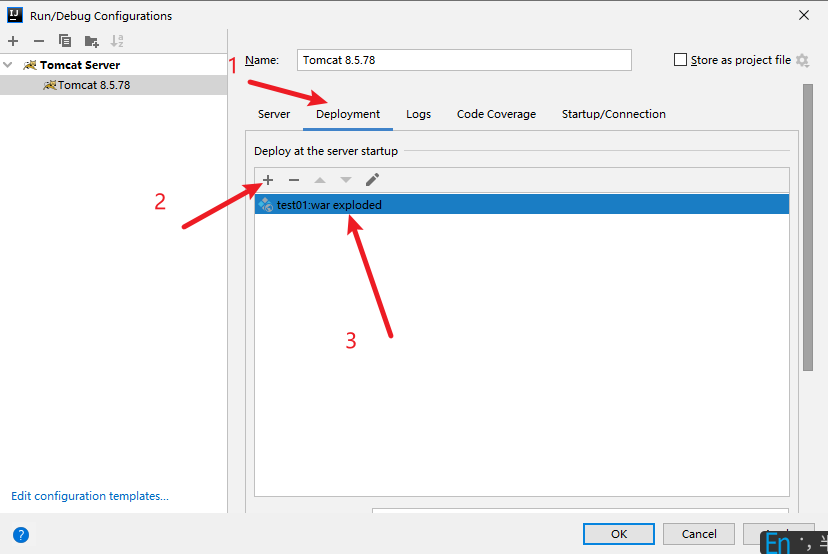 Run/Debug Configurations
Tomcat Server
Tomcat 8.5.78
1
Name:
Tomcat 8.5.78
Store as project file
Server
Deployment
Logs
Code Coverage
Startup/Connection
Deploy at the server startup
2
test01:war exploded
3
Edit configuration templates...
?
OK
Cancel
En